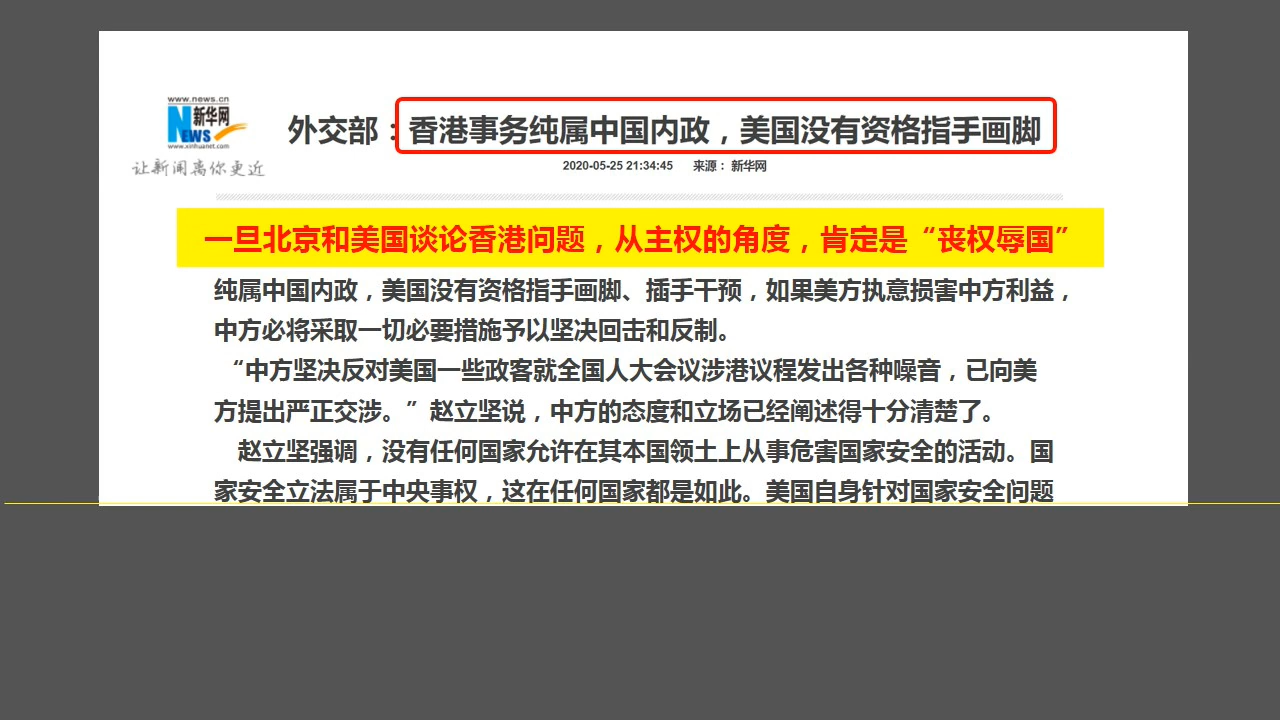 www.news.cn
新华网
NEWS
www.xinhuanet.com
让新闻离你更近
外交部：香港事务纯属中国内政，美国没有资格指手画脚
2020-05-25 21:34:45 来源： 新华网
一旦北京和美国谈论香港问题，从主权的角度，肯定是“丧权辱国”
纯属中国内政，美国没有资格指手画脚、插手干预，如果美方执意损害中方利益，
中方必将采取一切必要措施予以坚决回击和反制。
“中方坚决反对美国一些政客就全国人大会议涉港议程发出各种噪音，已向美
方提出严正交涉。”赵立坚说，中方的态度和立场已经阐述得十分清楚了。
赵立坚强调，没有任何国家允许在其本国领土上从事危害国家安全的活动。国
家安全立法属于中央事权，这在任何国家都是如此。美国自身针对国家安全问题